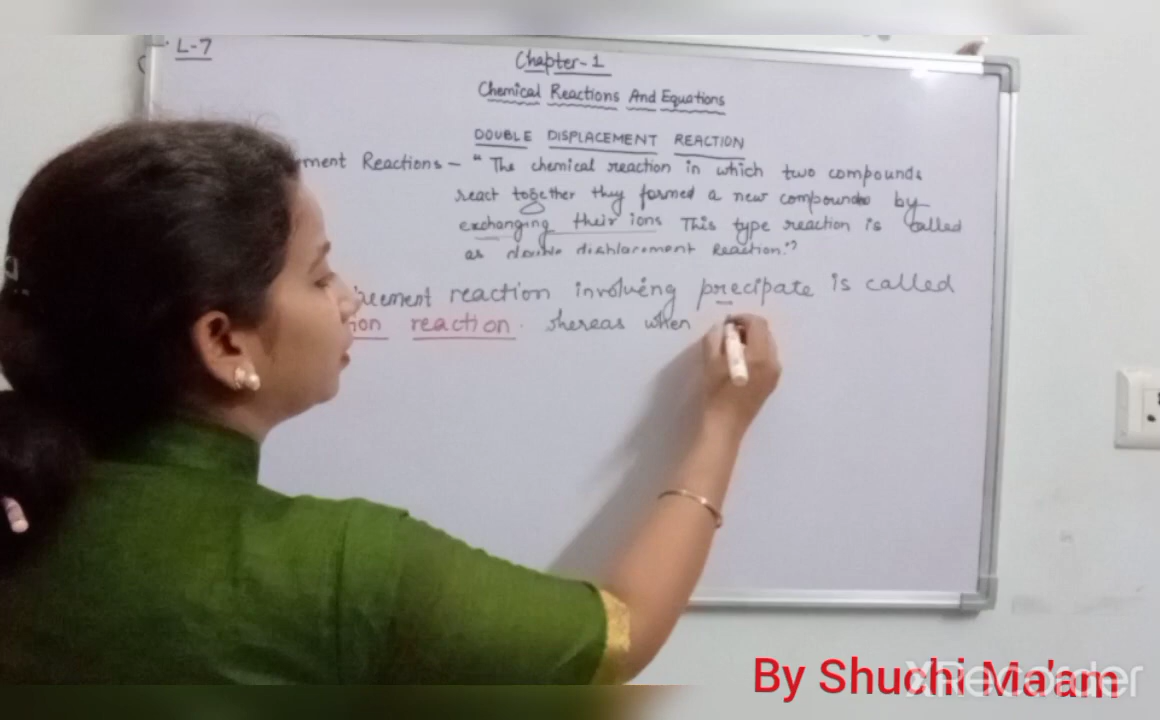 L-7
Chapter-1
Chemical Reactions And Equations
DOUBLE DISPLACEMENT REACTION
ment Reactions - " The chemical reaction in which two compounds
react together they formed a new compounds by
exchanging their ions This type reaction is called
as double dishlacement Reaction."
cement reaction involving precipate is called
ion reaction. whereas when
By Shuchi Ma'am
XRecorder